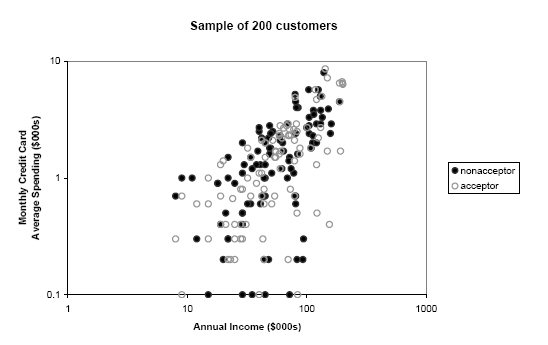 Sample of 200 customers
Monthly Credit Card
Average Spending ($000s)
10
1
0.1
1
10
100
1000
Annual Income ($000s)
nonacceptor
acceptor